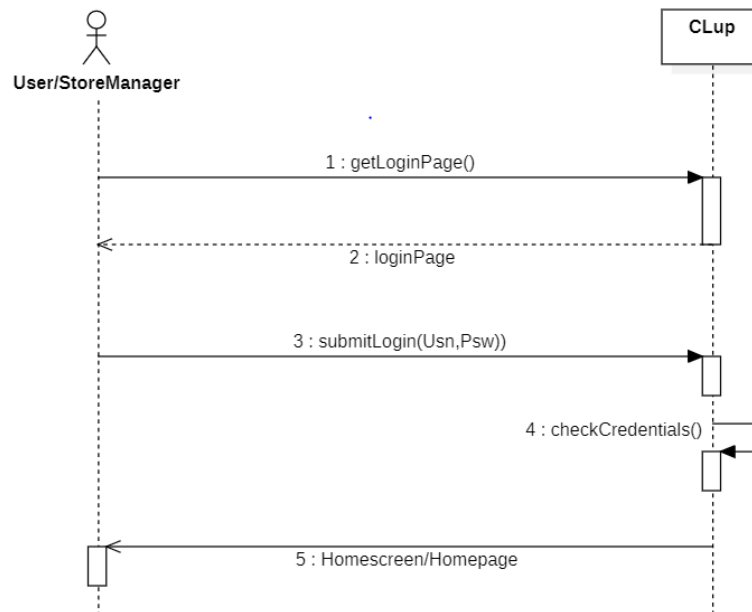 CLup
User/StoreManager
1 : getLoginPage()
2 : loginPage
3 : submitLogin(Usn,Psw))
4 : checkCredentials()
5 : Homescreen/Homepage